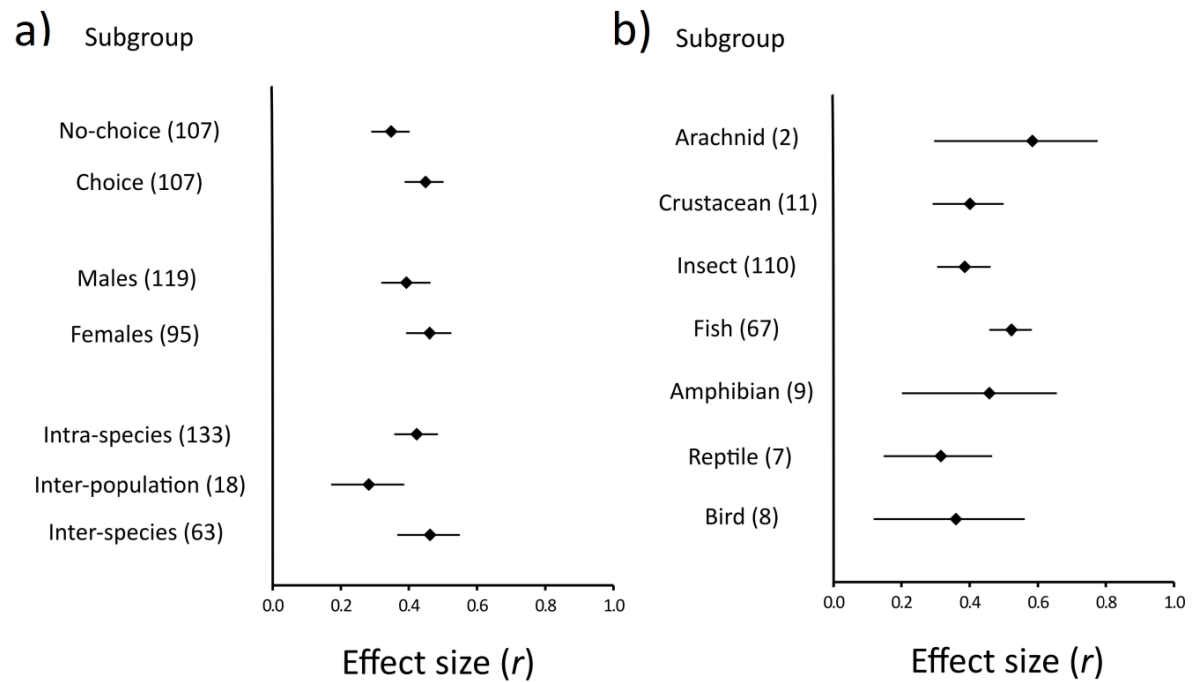 a) Subgroup
No-choice (107)
Choice (107)
Males (119)
Females (95)
Intra-species (133)
Inter-population (18)
Inter-species (63)
0.0 0.2 0.4 0.6 0.8 1.0
Effect size (r)
b) Subgroup
Arachnid (2)
Crustacean (11)
Insect (110)
Fish (67)
Amphibian (9)
Reptile (7)
Bird (8)
0.0 0.2 0.4 0.6 0.8 1.0
Effect size (r)